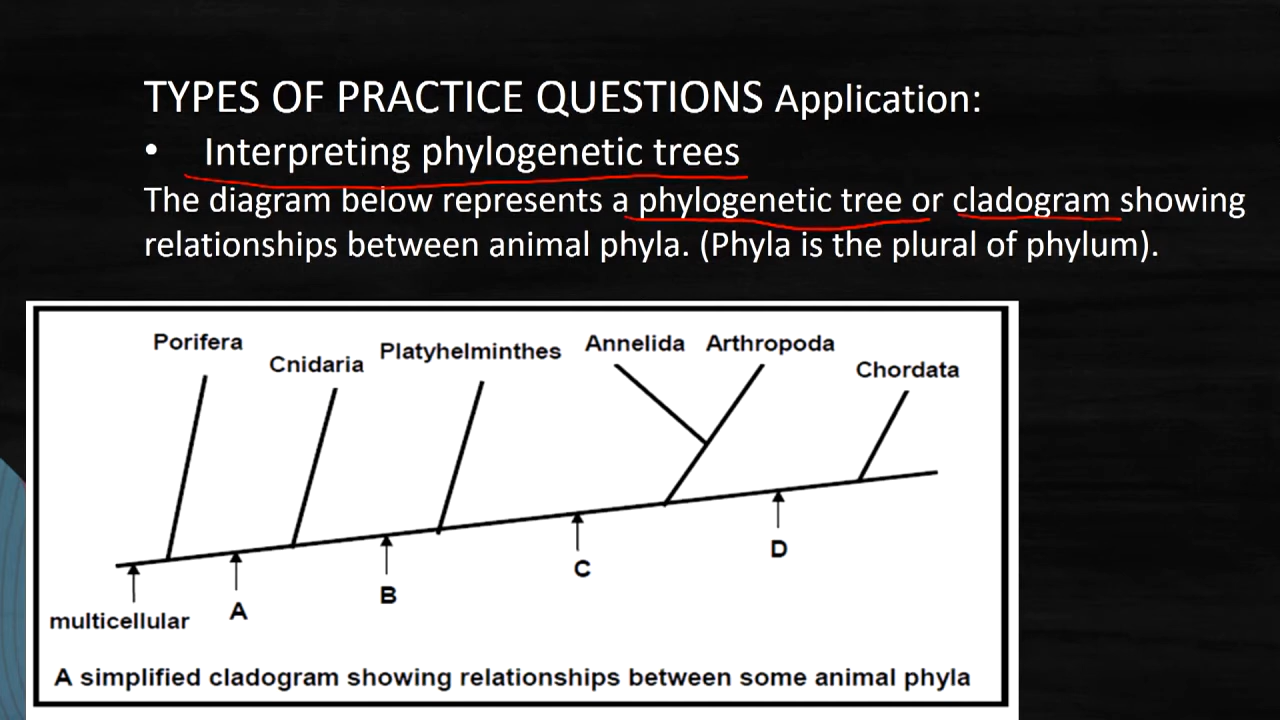 TYPES OF PRACTICE QUESTIONS Application:
• Interpreting phylogenetic trees
The diagram below represents a phylogenetic tree or cladogram showing
relationships between animal phyla. (Phyla is the plural of phylum).
Porifera
Cnidaria
Platyhelminthes
Annelida
Arthropoda
Chordata
multicellular
A
B
C
D
A simplified cladogram showing relationships between some animal phyla